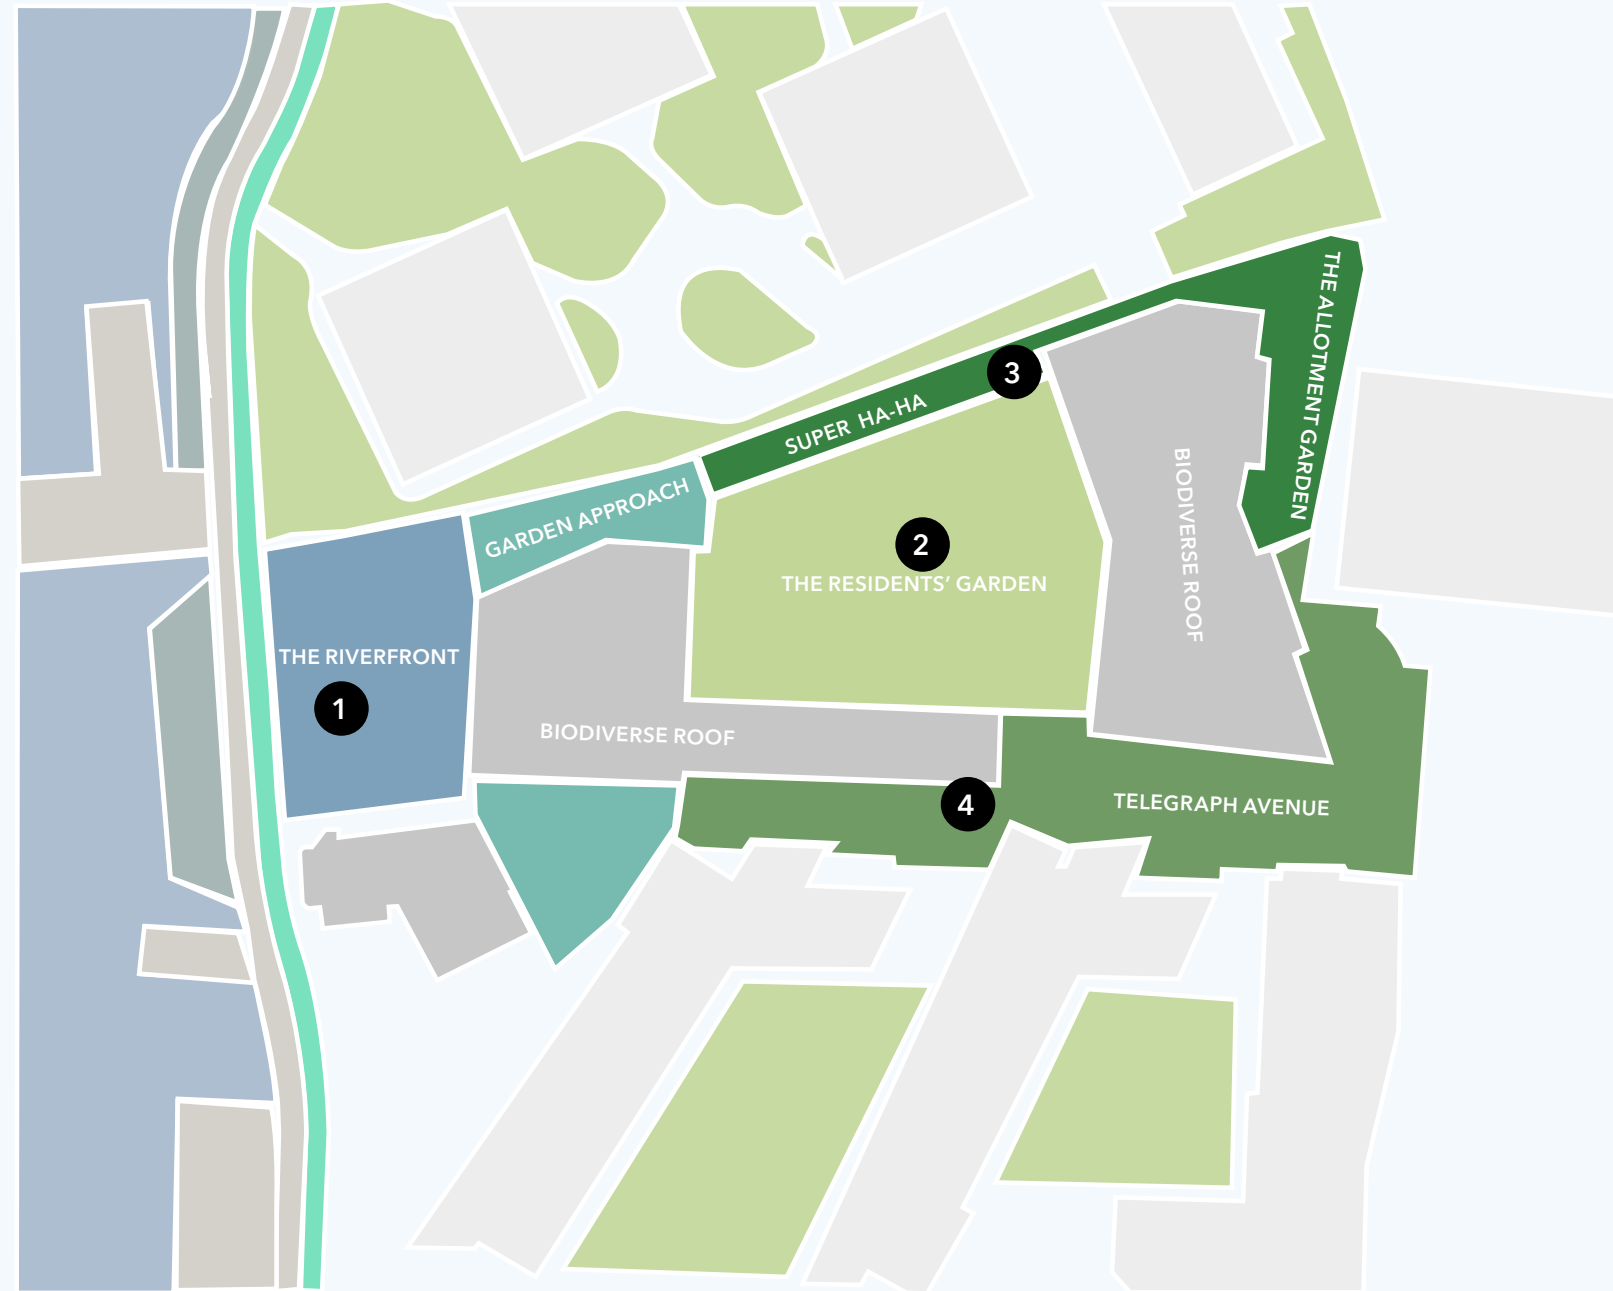 THE ALLOTMENT GARDEN
3
SUPER HA-HA
GARDEN APPROACH
BIODIVERSE ROOF
2
THE RESIDENTS’ GARDEN
THE RIVERFRONT
1
BIODIVERSE ROOF
4
TELEGRAPH AVENUE